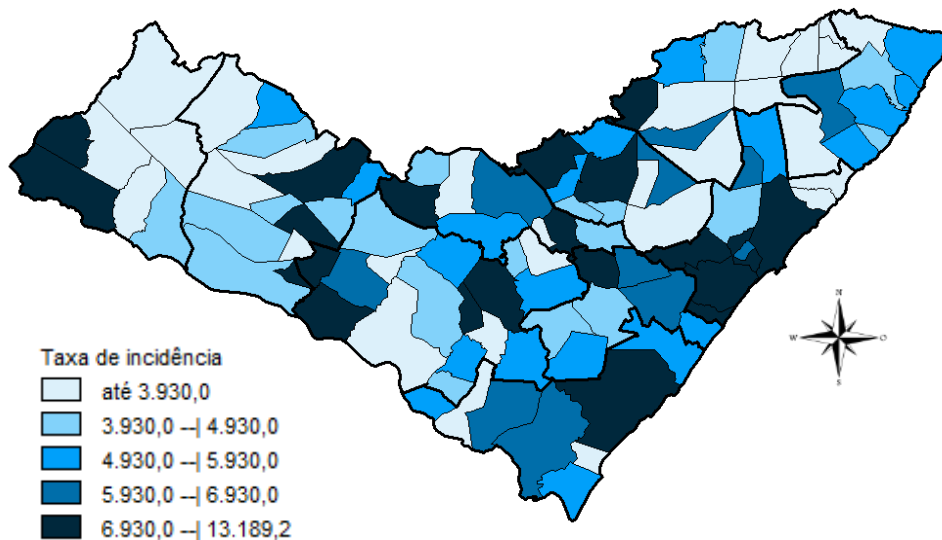 N
W
O
S
Taxa de incidência
até 3.930,0
3.930,0 --| 4.930,0
4.930,0 --| 5.930,0
5.930,0 --| 6.930,0
6.930,0 --| 13.189,2